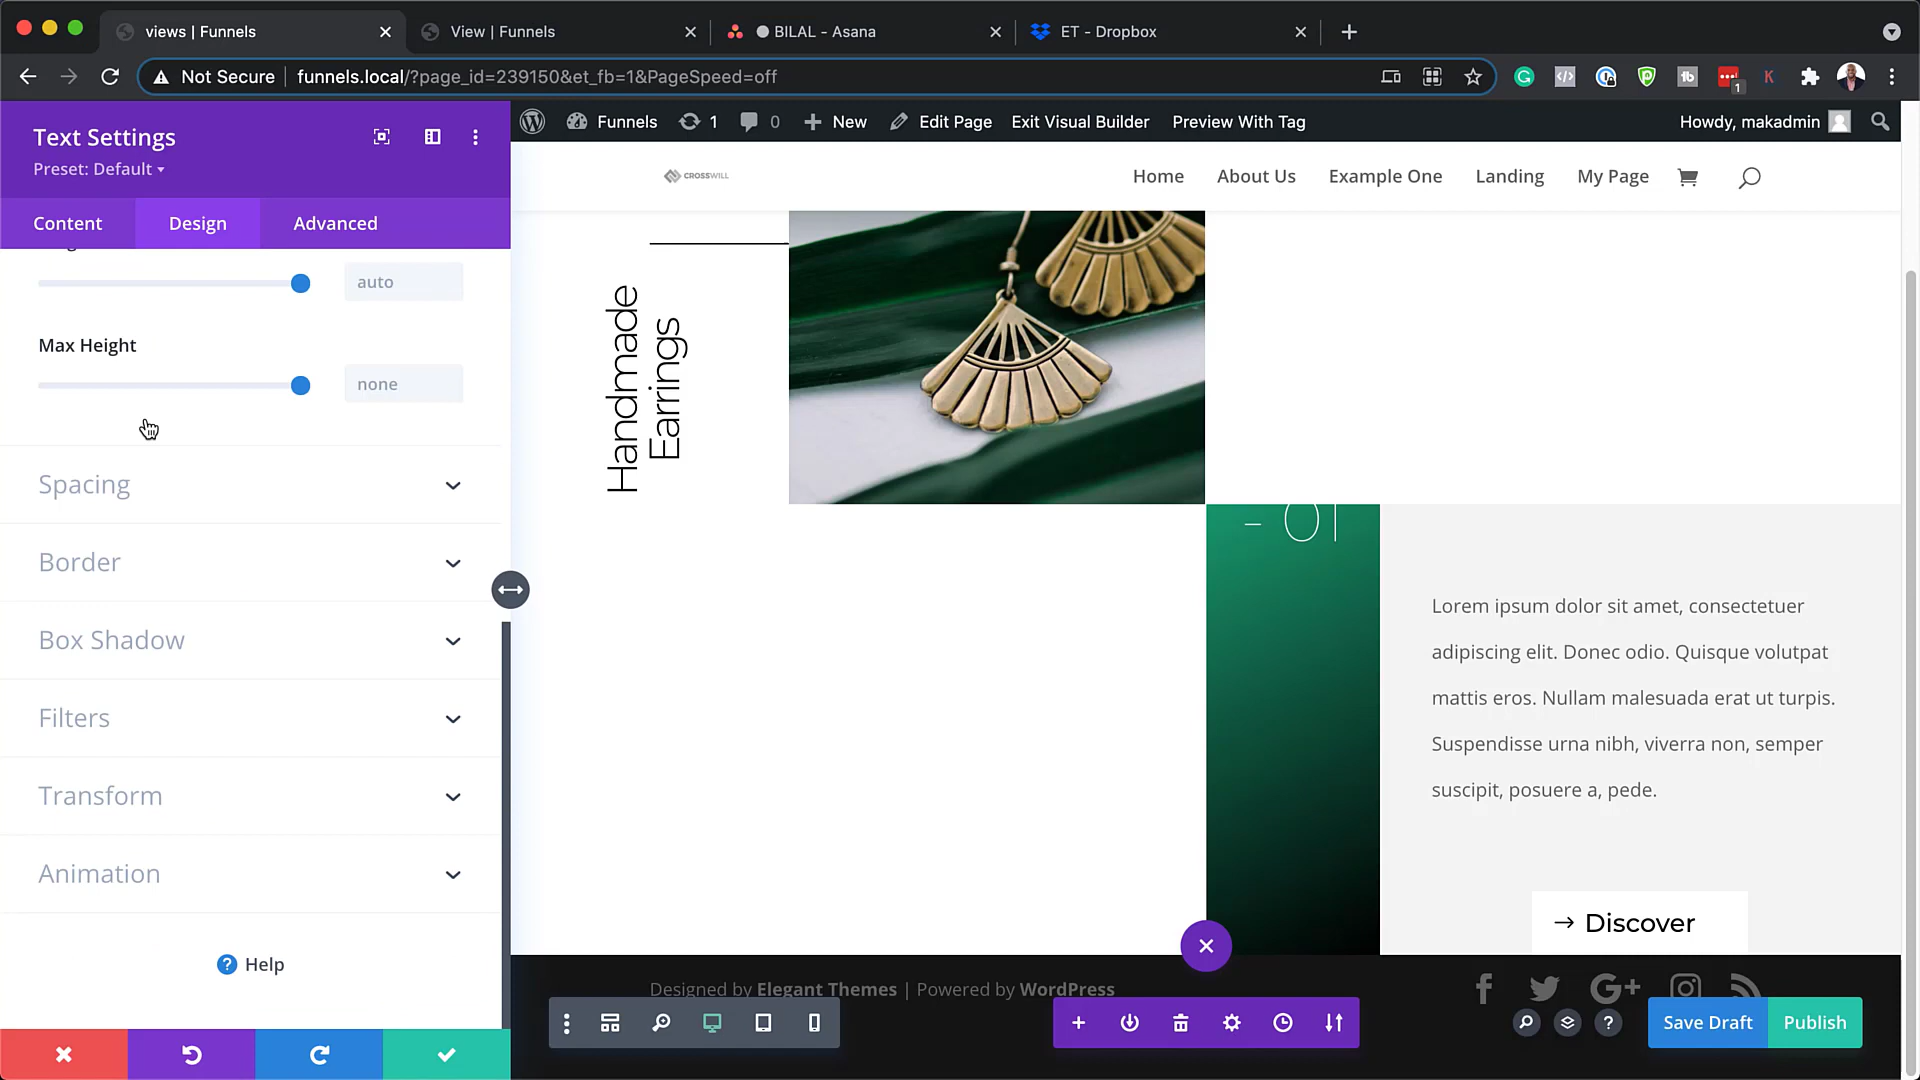 views | Funnels
View | Funnels
BILAL - Asana
ET - Dropbox
Not Secure
funnels.local/?page_id=239150&et_fb=1&PageSpeed=off
1
Text Settings
Preset: Default
Content
Design
Advanced
auto
Max Height
none
Spacing
Border
Box Shadow
Filters
Transform
Animation
? Help
Funnels
1
0
New
Edit Page
Exit Visual Builder
Preview With Tag
Howdy, makadmin
CROSSWILL
Home
About Us
Example One
Landing
My Page
Handmade
Earrings
– 01
Lorem ipsum dolor sit amet, consectetuer
adipiscing elit. Donec odio. Quisque volutpat
mattis eros. Nullam malesuada erat ut turpis.
Suspendisse urna nibh, viverra non, semper
suscipit, posuere a, pede.
→ Discover
Designed by Elegant Themes | Powered by WordPress
Save Draft
Publish